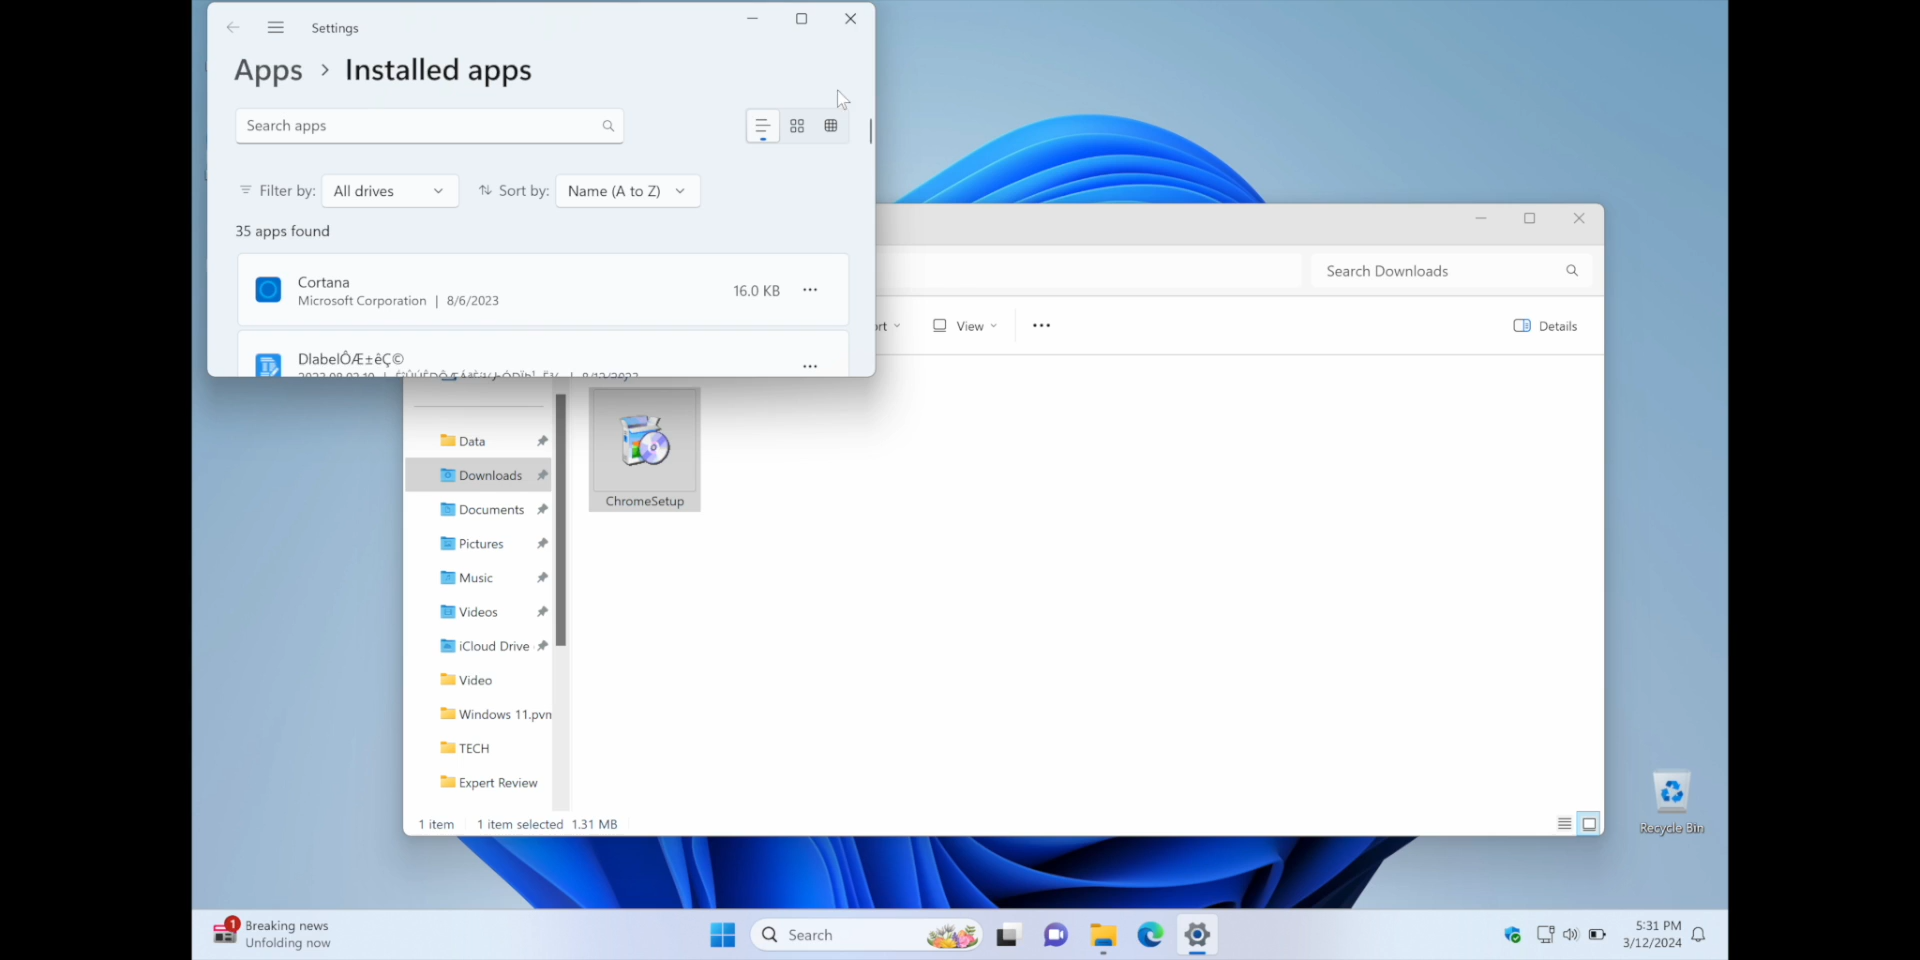 Settings
Apps > Installed apps
Search apps
Filter by: All drives
Sort by: Name (A to Z)
35 apps found
Cortana
Microsoft Corporation | 8/6/2023
16.0 KB
DlabelÔÆ±êÇ©
Search Downloads
View
Details
ChromeSetup
Data
Downloads
Documents
Pictures
Music
Videos
iCloud Drive
Video
Windows 11.pvm
TECH
Expert Review
1 item
1 item selected 1.31 MB
Recycle Bin
1
Breaking news
Unfolding now
Search
5:31 PM
3/12/2024